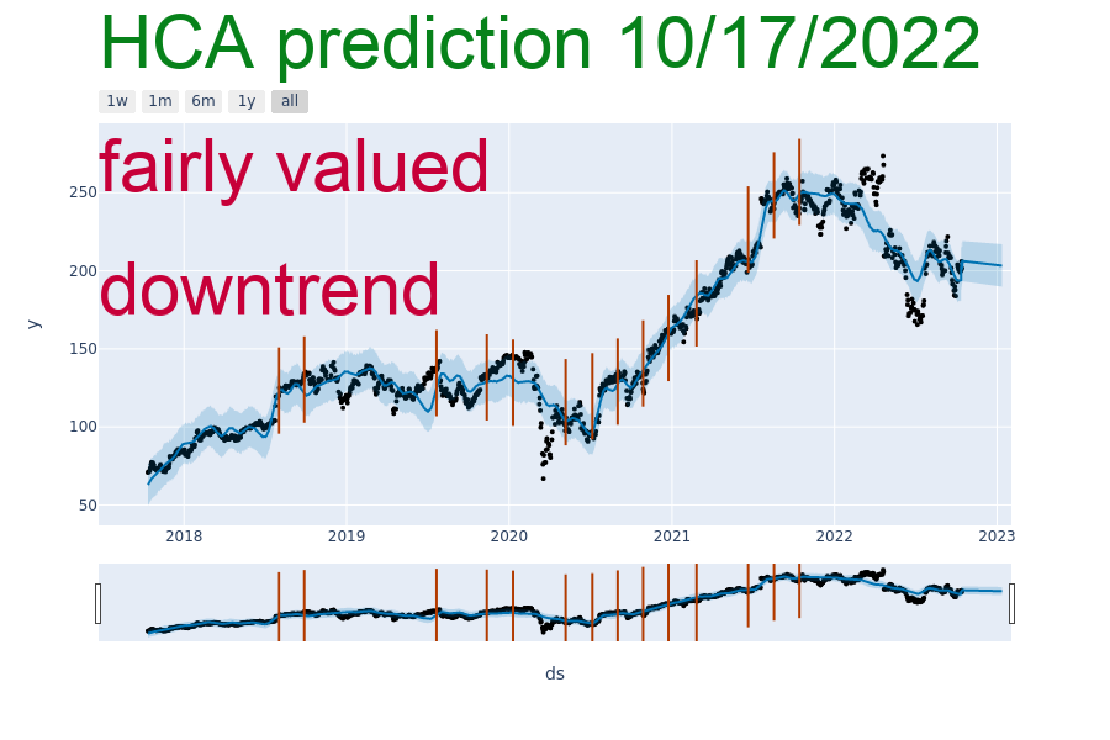 HCA prediction 10/17/2022
1w 1m 6m 1y all
fairly valued
250
downtrend
200
150
100
50
y
2018 2019 2020 2021 2022 2023
ds